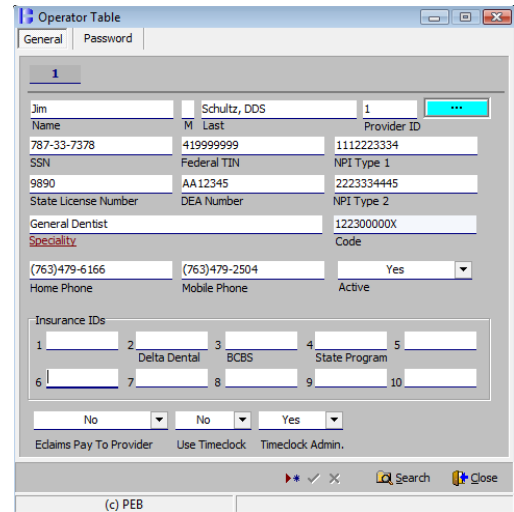 Operator Table
General Password
1
Jim Schultz, DDS 1 ...
Name M Last Provider ID
787-33-7378 419999999 1112223334
SSN Federal TIN NPI Type 1
9890 AA12345 2223334445
State License Number DEA Number NPI Type 2
General Dentist 122300000X
Speciality Code
(763)479-6166 (763)479-2504 Yes
Home Phone Mobile Phone Active
Insurance IDs
1 2 3 4 5
Delta Dental BCBS State Program
6 7 8 9 10
No No Yes
Eclaims Pay To Provider Use Timeclock Timeclock Admin.
Search Close
(c) PEB